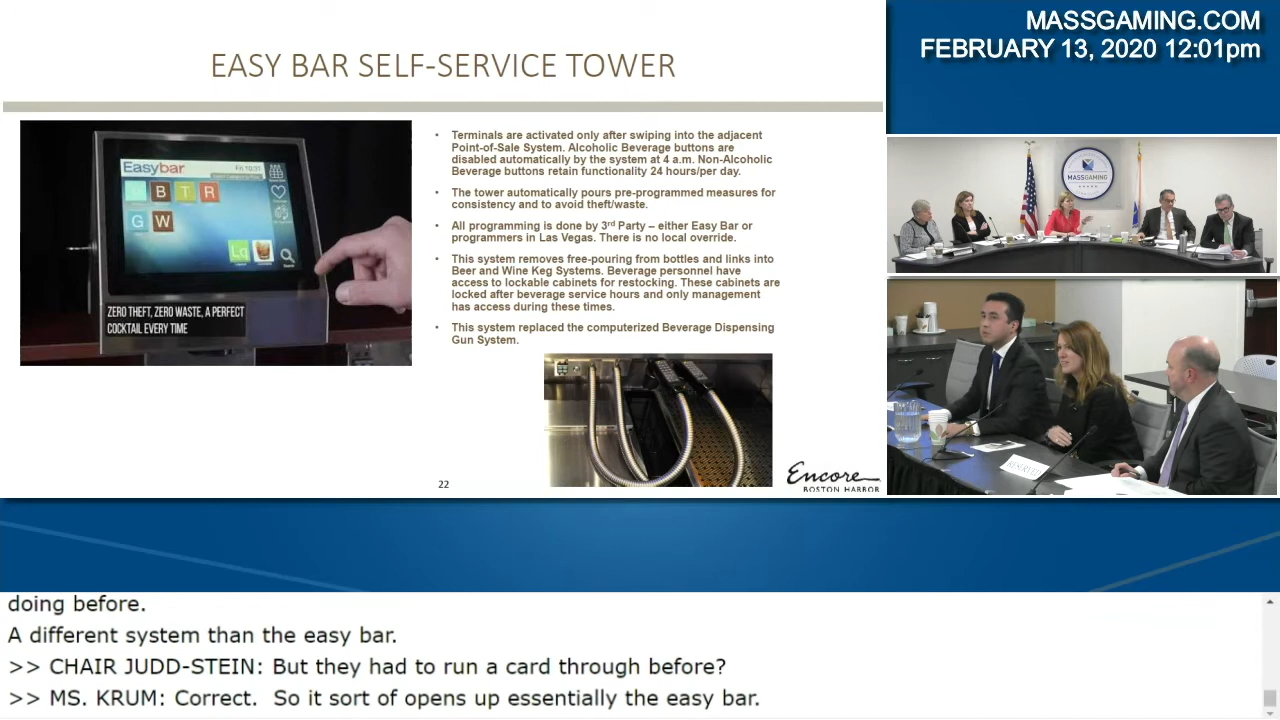 EASY BAR SELF-SERVICE TOWER
Easybar
Fri 10:31
B T R
G W
Lq
ZERO THEFT, ZERO WASTE, A PERFECT
COCKTAIL EVERY TIME
• Terminals are activated only after swiping into the adjacent
Point-of-Sale System. Alcoholic Beverage buttons are
disabled automatically by the system at 4 a.m. Non-Alcoholic
Beverage buttons retain functionality 24 hours/per day.
• The tower automatically pours pre-programmed measures for
consistency and to avoid theft/waste.
• All programming is done by 3rd Party – either Easy Bar or
programmers in Las Vegas. There is no local override.
• This system removes free-pouring from bottles and links into
Beer and Wine Keg Systems. Beverage personnel have
access to lockable cabinets for restocking. These cabinets are
locked after beverage service hours and only management
has access during these times.
• This system replaced the computerized Beverage Dispensing
Gun System.
22
Encore
BOSTON HARBOR
MASSGAMING.COM
FEBRUARY 13, 2020 12:01pm
MASSGAMING
RESERVED
doing before.
A different system than the easy bar.
>> CHAIR JUDD-STEIN: But they had to run a card through before?
>> MS. KRUM: Correct.  So it sort of opens up essentially the easy bar.